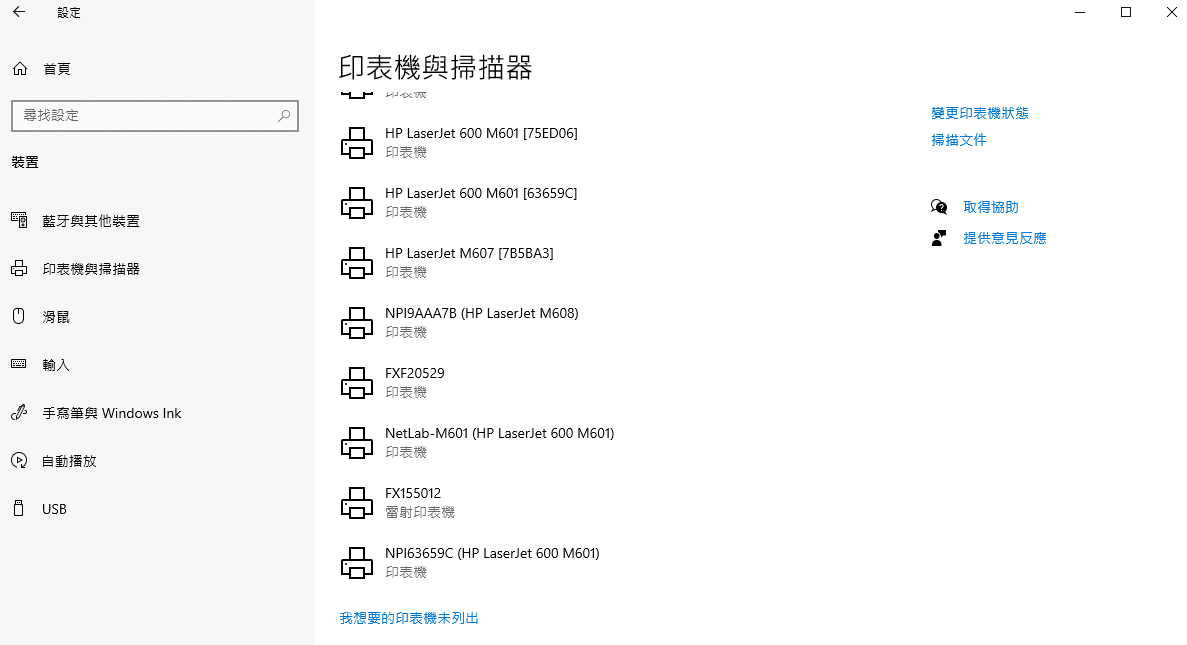 設定
首頁
尋找設定
裝置
藍牙與其他裝置
印表機與掃描器
滑鼠
輸入
手寫筆與 Windows Ink
自動播放
USB
印表機與掃描器
印表機
HP LaserJet 600 M601 [75ED06]
印表機
HP LaserJet 600 M601 [63659C]
印表機
HP LaserJet M607 [7B5BA3]
印表機
NPI9AAA7B (HP LaserJet M608)
印表機
FXF20529
印表機
NetLab-M601 (HP LaserJet 600 M601)
印表機
FX155012
雷射印表機
NPI63659C (HP LaserJet 600 M601)
印表機
我想要的印表機未列出
變更印表機狀態
掃描文件
取得協助
提供意見反應